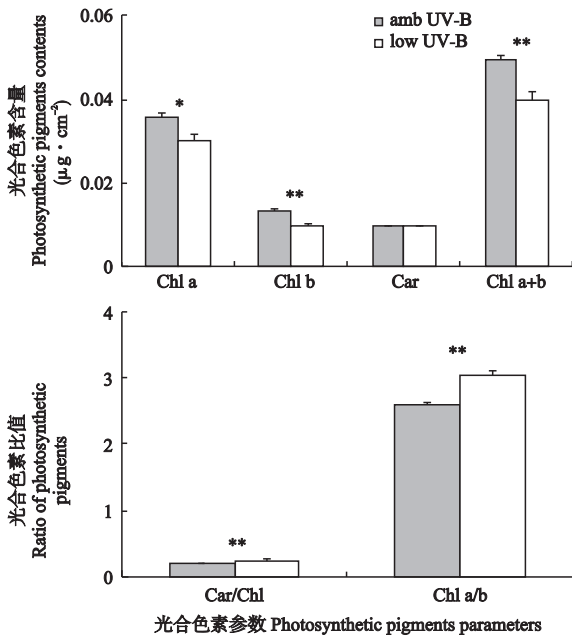 光合色素含量
Photosynthetic pigments contents
(μg·cm⁻²)
0.06
0.04
0.02
0
amb UV-B
low UV-B
*
**
**
Chl a
Chl b
Car
Chl a+b
光合色素比值
Ratio of photosynthetic
pigments
4
3
2
1
0
**
**
Car/Chl
Chl a/b
光合色素参数 Photosynthetic pigments parameters